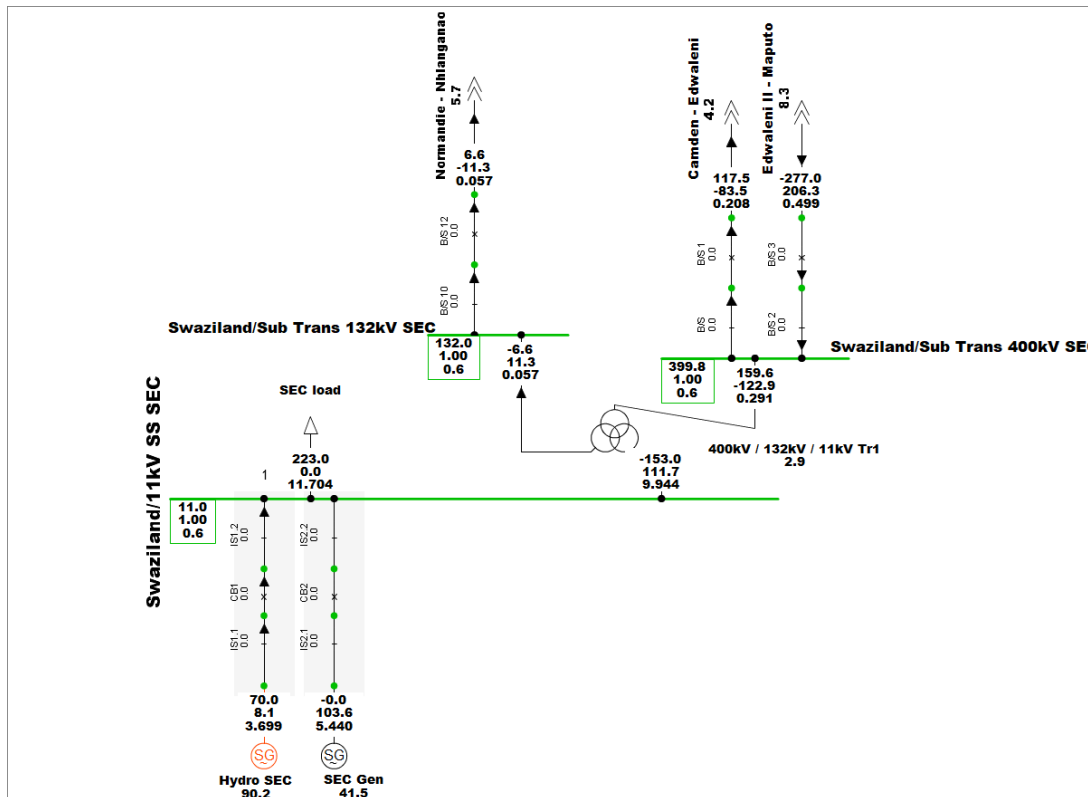 Normandie - Nhlanganao
5.7
6.6
-11.3
0.057
B/S 12
0.0
B/S 10
0.0
Camden - Edwaleni
4.2
117.5
-83.5
0.208
B/S 1
0.0
B/S
0.0
Edwaleni II - Maputo
8.3
-277.0
206.3
0.499
B/S 3
0.0
B/S 2
0.0
Swaziland/Sub Trans 132kV SEC
132.0
1.00
0.6
-6.6
11.3
0.057
Swaziland/Sub Trans 400kV SEC
399.8
1.00
0.6
159.6
-122.9
0.291
400kV / 132kV / 11kV Tr1
2.9
SEC load
223.0
0.0
11.704
-153.0
111.7
9.944
Swaziland/11kV SS SEC
11.0
1.00
0.6
1
IS1.2
0.0
CB1
0.0
IS1.1
0.0
IS2.2
0.0
CB2
0.0
IS2.1
0.0
70.0
8.1
3.699
SG
~
Hydro SEC
90.2
-0.0
103.6
5.440
SG
~
SEC Gen
41.5